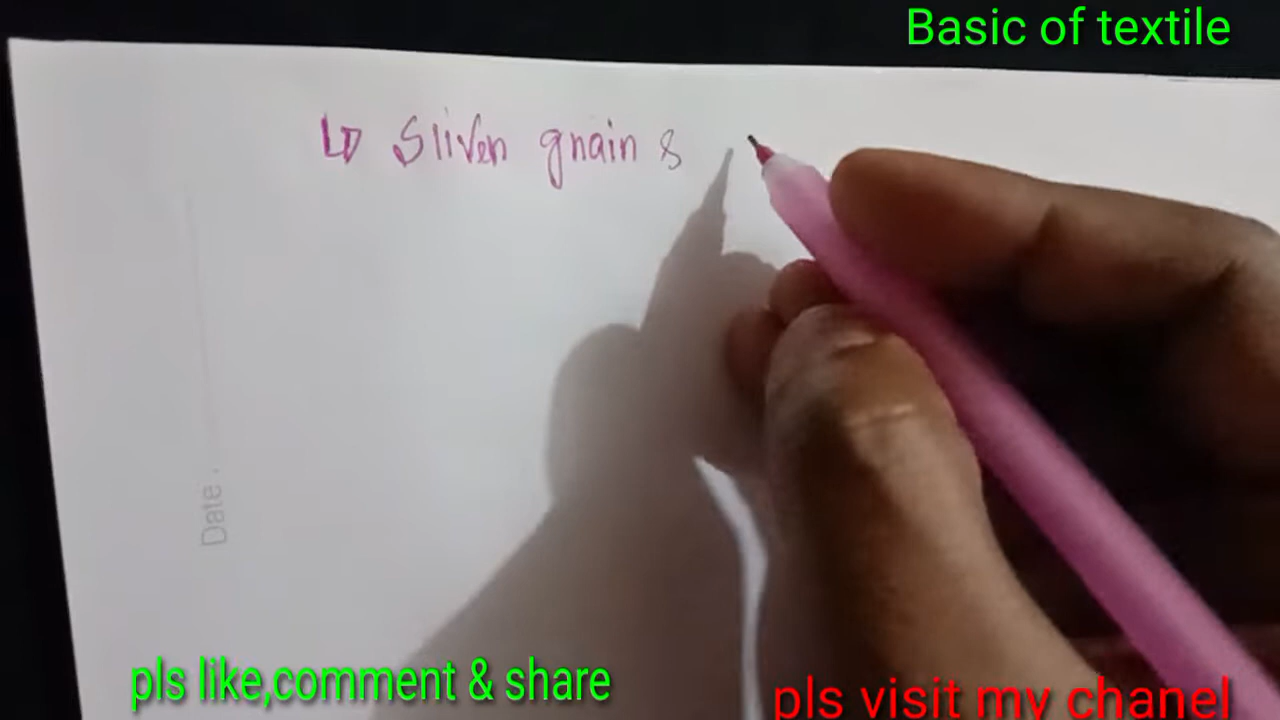 Basic of textile
Sliver grain
Date.
pls like,comment & share
pls visit my chanel